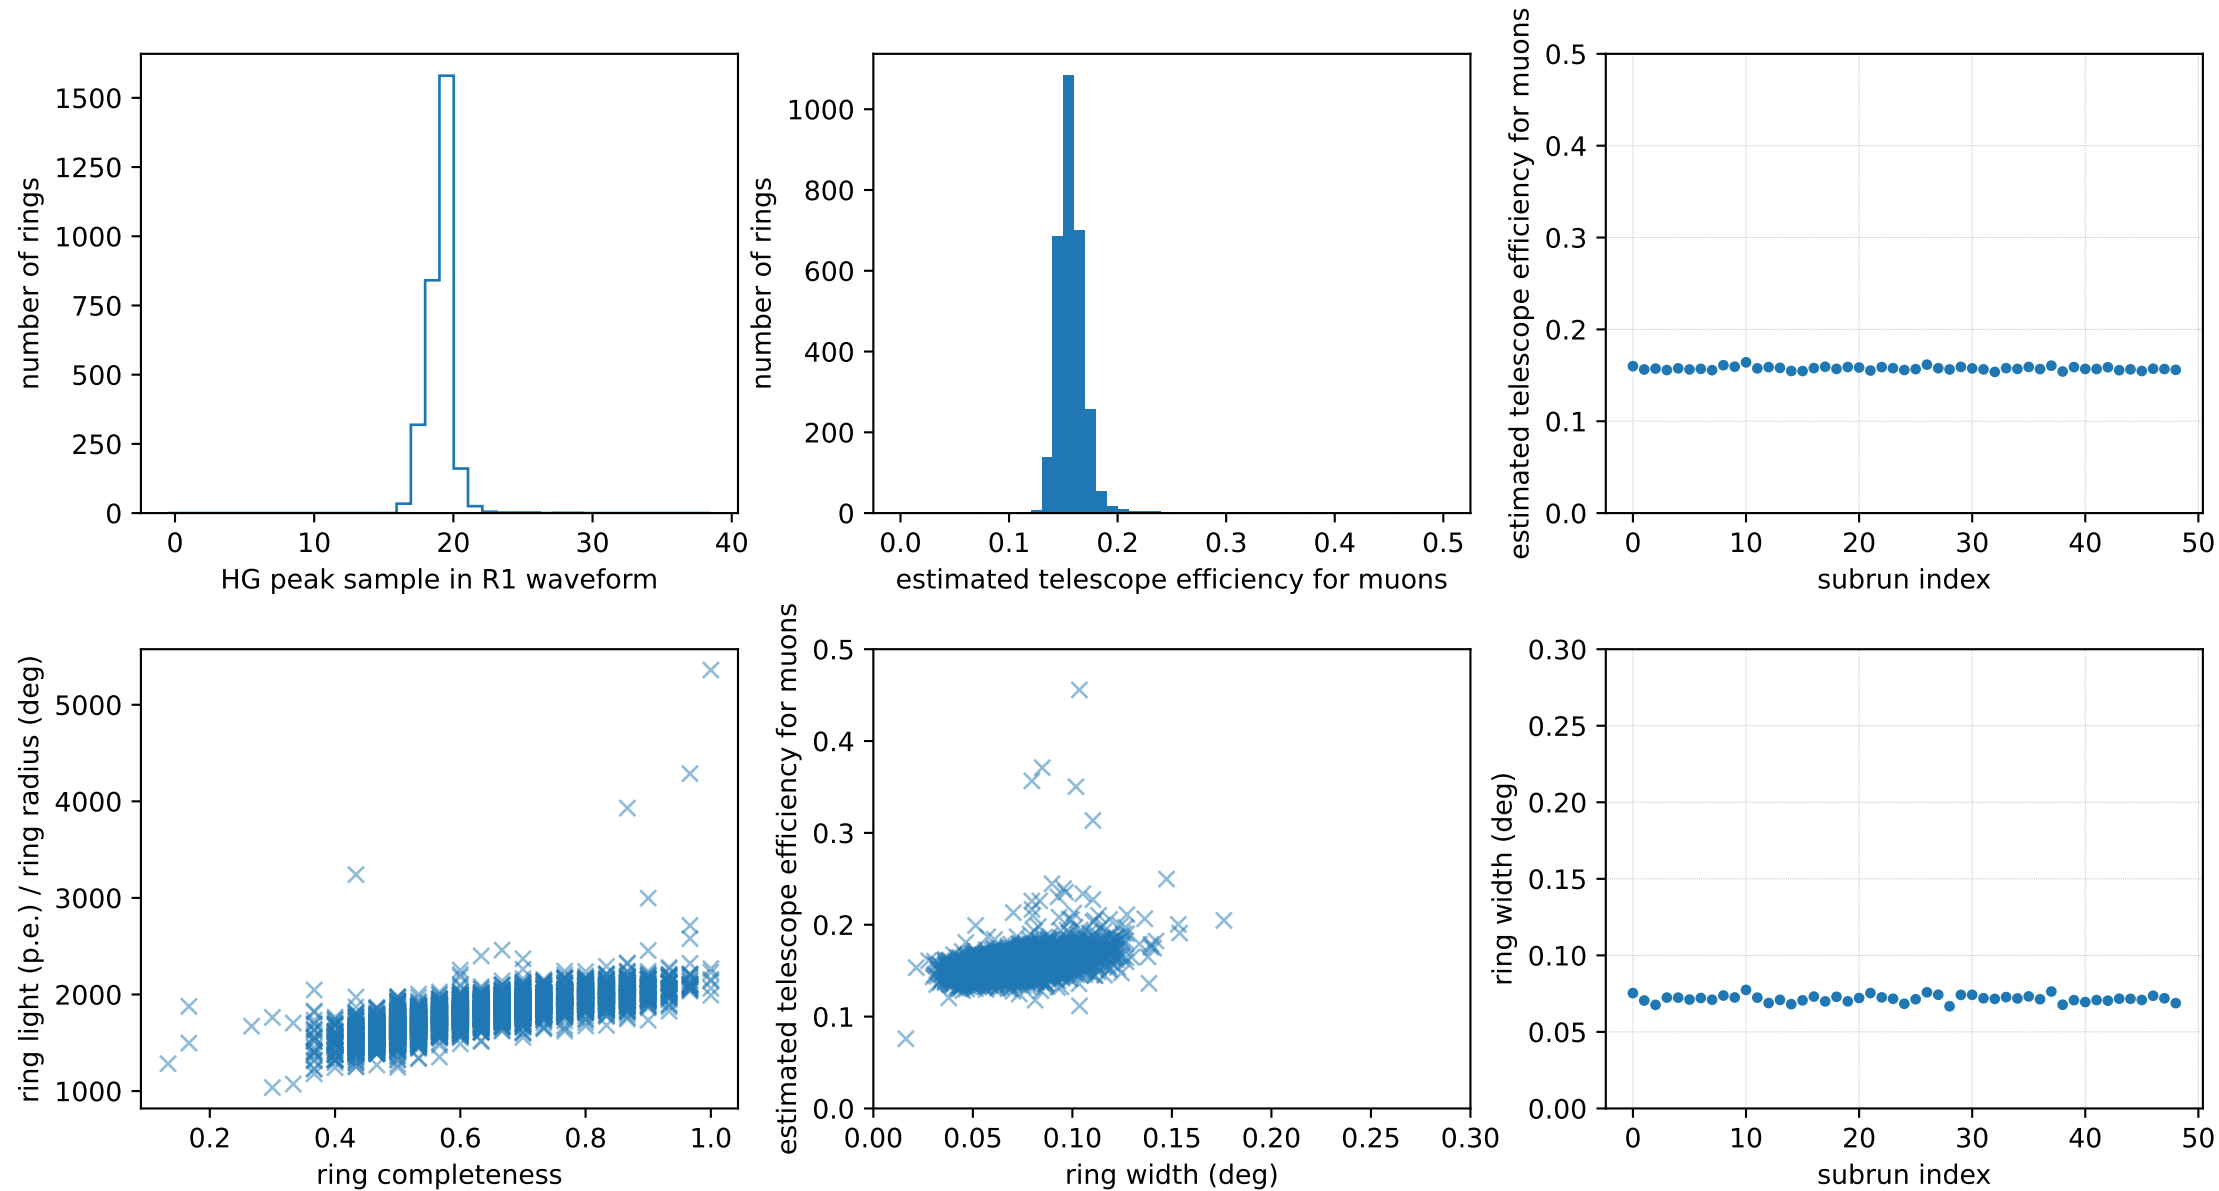 number of rings
1500
1250
1000
750
500
250
0
0 10 20 30 40
HG peak sample in R1 waveform
number of rings
1000
800
600
400
200
0
0.0 0.1 0.2 0.3 0.4 0.5
estimated telescope efficiency for muons
estimated telescope efficiency for muons
0.5
0.4
0.3
0.2
0.1
0.0
0 10 20 30 40 50
subrun index
ring light (p.e.) / ring radius (deg)
5000
4000
3000
2000
1000
0.2 0.4 0.6 0.8 1.0
ring completeness
estimated telescope efficiency for muons
0.5
0.4
0.3
0.2
0.1
0.0
0.00 0.05 0.10 0.15 0.20 0.25 0.30
ring width (deg)
ring width (deg)
0.30
0.25
0.20
0.15
0.10
0.05
0.00
0 10 20 30 40 50
subrun index